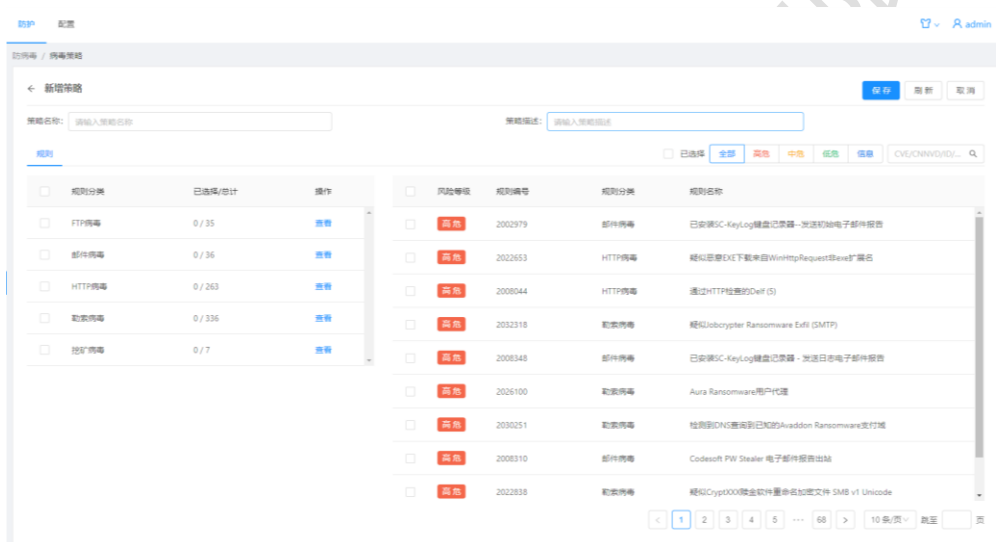 防护 配置 admin
防病毒 / 病毒策略
← 新增策略 保存 刷新 取消
策略名称: 请输入策略名称 策略描述: 请输入策略描述
规则 已选择 全部 高危 中危 低危 信息 CVE/CNNVD/ID/...
规则分类 已选择/总计 操作
FTP病毒 0 / 35 查看
邮件病毒 0 / 36 查看
HTTP病毒 0 / 263 查看
勒索病毒 0 / 336 查看
挖矿病毒 0 / 7 查看
风险等级 规则编号 规则分类 规则名称
高危 2002979 邮件病毒 已安装SC-KeyLog键盘记录器--发送初始电子邮件报告
高危 2022653 HTTP病毒 疑似恶意EXE下载来自WinHttpRequest非exe扩展名
高危 2008044 HTTP病毒 通过HTTP检查的Delf (5)
高危 2032318 勒索病毒 疑似Jobcrypter Ransomware Exfil (SMTP)
高危 2008348 邮件病毒 已安装SC-KeyLog键盘记录器 - 发送日志电子邮件报告
高危 2026100 勒索病毒 Aura Ransomware用户代理
高危 2030251 勒索病毒 检测到DNS查询到已知的Avaddon Ransomware支付域
高危 2008310 邮件病毒 Codesoft PW Stealer 电子邮件报告出站
高危 2022838 勒索病毒 疑似CryptXXX赎金软件重命名加密文件 SMB v1 Unicode
< 1 2 3 4 5 ··· 68 > 10 条/页 跳至 页